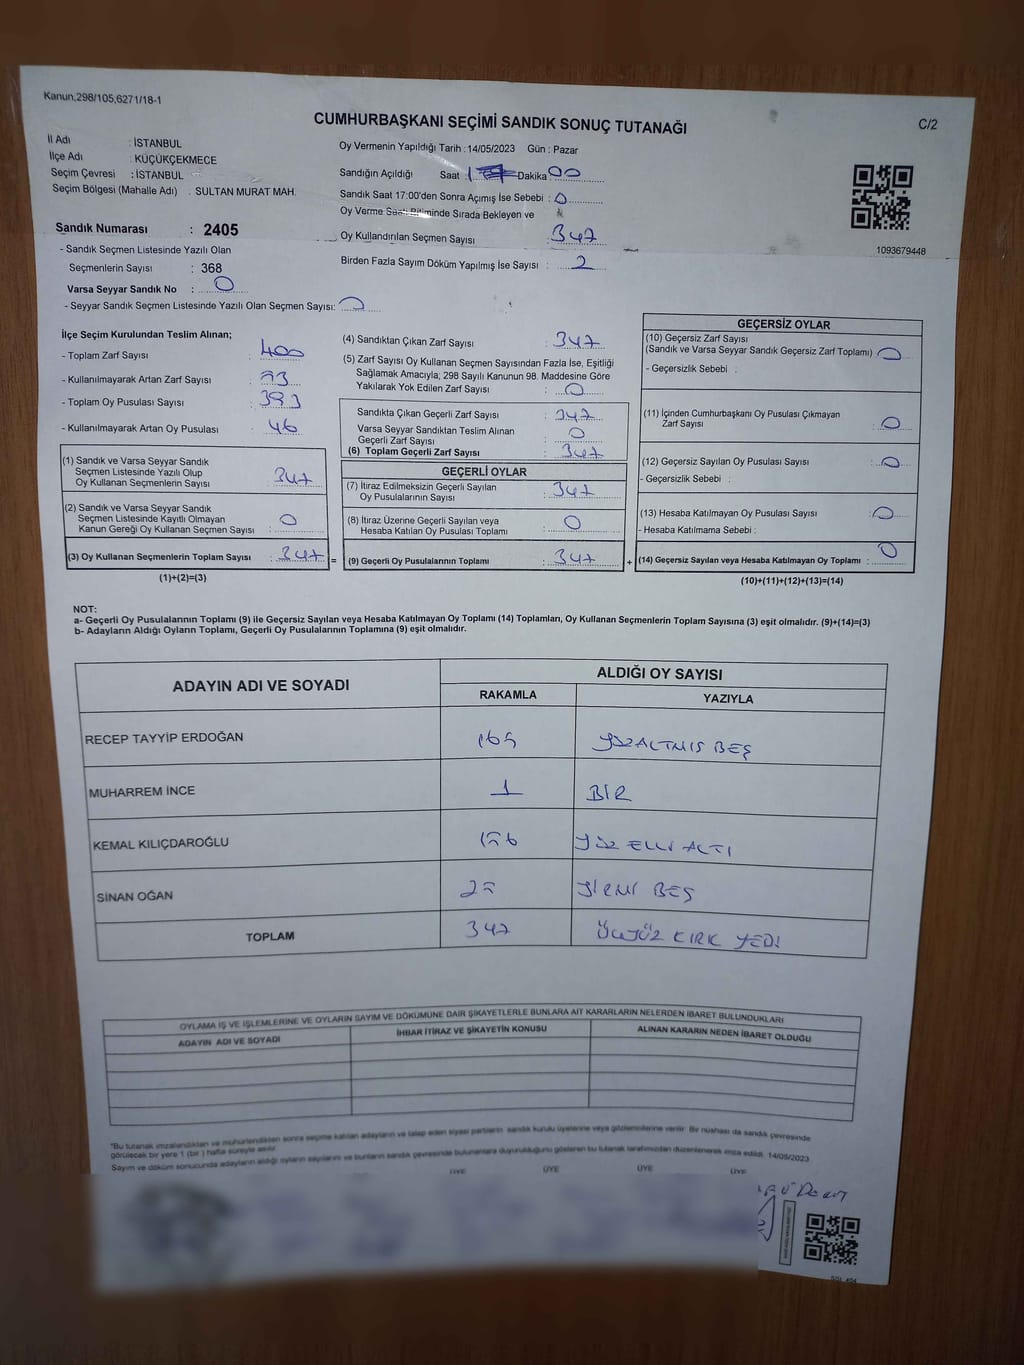 Kanun.298/105,6271/18-1
C/2
CUMHURBAŞKANI SEÇİMİ SANDIK SONUÇ TUTANAĞI
İl Adı : İSTANBUL
İlçe Adı : KÜÇÜKÇEKMECE
Seçim Çevresi : İSTANBUL
Seçim Bölgesi (Mahalle Adı) . SULTAN MURAT MAH.
Sandık Numarası : 2405
- Sandık Seçmen Listesinde Yazılı Olan
Seçmenlerin Sayısı : 368
Varsa Seyyar Sandık No : 0
- Seyyar Sandık Seçmen Listesinde Yazılı Olan Seçmen Sayısı: 0
Oy Vermenin Yapıldığı Tarih :14/05/2023 Gün : Pazar
Sandığın Açıldığı Saat : Dakika 00
Sandık Saat 17:00'den Sonra Açımış İse Sebebi : 0
Oy Verme Saati Bitiminde Sırada Bekleyen ve
Oy Kullandırılan Seçmen Sayısı 347
Birden Fazla Sayım Döküm Yapılmış İse Sayısı : 2
1093679448
İlçe Seçim Kurulundan Teslim Alınan;
- Toplam Zarf Sayısı : 400
- Kullanılmayarak Artan Zarf Sayısı :
- Toplam Oy Pusulası Sayısı : 393
- Kullanılmayarak Artan Oy Pusulası : 46
(1) Sandık ve Varsa Seyyar Sandık
Seçmen Listesinde Yazılı Olup
Oy Kullanan Seçmenlerin Sayısı : 347
(2) Sandık ve Varsa Seyyar Sandık
Seçmen Listesinde Kayıtlı Olmayan
Kanun Gereği Oy Kullanan Seçmen Sayısı : 0
(3) Oy Kullanan Seçmenlerin Toplam Sayısı : 347
(1)+(2)=(3)
=
(4) Sandıktan Çıkan Zarf Sayısı : 347
(5) Zarf Sayısı Oy Kullanan Seçmen Sayısından Fazla İse, Eşitliği
Sağlamak Amacıyla; 298 Sayılı Kanunun 98. Maddesine Göre
Yakılarak Yok Edilen Zarf Sayısı : 0
Sandıkta Çıkan Geçerli Zarf Sayısı : 347
Varsa Seyyar Sandıktan Teslim Alınan
Geçerli Zarf Sayısı : 0
(6) Toplam Geçerli Zarf Sayısı : 347
GEÇERLİ OYLAR
(7) İtiraz Edilmeksizin Geçerli Sayılan
Oy Pusulalarının Sayısı : 347
(8) İtiraz Üzerine Geçerli Sayılan veya
Hesaba Katılan Oy Pusulası Toplamı : 0
(9) Geçerli Oy Pusulalarının Toplamı : 347
+
GEÇERSİZ OYLAR
(10) Geçersiz Zarf Sayısı
(Sandık ve Varsa Seyyar Sandık Geçersiz Zarf Toplamı) 0
- Geçersizlik Sebebi :
(11) İçinden Cumhurbaşkanı Oy Pusulası Çıkmayan
Zarf Sayısı : 0
(12) Geçersiz Sayılan Oy Pusulası Sayısı : 0
- Geçersizlik Sebebi :
(13) Hesaba Katılmayan Oy Pusulası Sayısı : 0
- Hesaba Katılmama Sebebi :
(14) Geçersiz Sayılan veya Hesaba Katılmayan Oy Toplamı : 0
(10)+(11)+(12)+(13)=(14)
NOT:
a- Geçerli Oy Pusulalarının Toplamı (9) ile Geçersiz Sayılan veya Hesaba Katılmayan Oy Toplamı (14) Toplamları, Oy Kullanan Seçmenlerin Toplam Sayısına (3) eşit olmalıdır. (9)+(14)=(3)
b- Adayların Aldığı Oyların Toplamı, Geçerli Oy Pusulalarının Toplamına (9) eşit olmalıdır.
ADAYIN ADI VE SOYADI
ALDIĞI OY SAYISI
RAKAMLA YAZIYLA
RECEP TAYYİP ERDOĞAN 165 YÜZALTMIS BEŞ
MUHARREM İNCE 1 BİR
KEMAL KILIÇDAROĞLU 156 YÜZ ELLİ ALTI
SİNAN OĞAN 25 YİRMİ BEŞ
TOPLAM 347 ÜÇYÜZ KIRK YEDİ
OYLAMA İŞ VE İŞLEMLERİNE VE OYLARIN SAYIM VE DÖKÜMÜNE DAİR ŞİKAYETLERLE BUNLARA AİT KARARLARIN NELERDEN İBARET BULUNDUKLARI
ADAYIN ADI VE SOYADI İHBAR İTİRAZ VE ŞİKAYETİN KONUSU ALINAN KARARIN NEDEN İBARET OLDUĞU
"Bu tutanak imzalandıktan ve mühürlendikten sonra seçime katılan adayların ve talep eden siyasi partilerin sandık kurulu üyelerine veya gözlemcilerine verilir. Bir nüshası da sandık çevresinde
görülecek bir yere 1 (bir ) hafta süreyle asılır.
Sayım ve döküm sonucunda adayların aldığı oyların sayılarını ve bunların sandık çevresinde bulunanlara duyurulduğunu gösteren bu tutanak tarafımızdan düzenlenerek imza edildi. 14/05/2023
ÜYE ÜYE ÜYE ÜYE